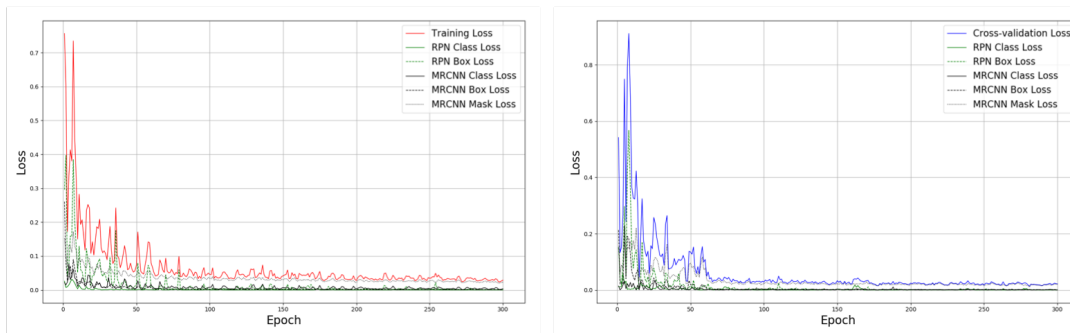 Training Loss
RPN Class Loss
RPN Box Loss
MRCNN Class Loss
MRCNN Box Loss
MRCNN Mask Loss
0.7
0.6
0.5
0.4
0.3
0.2
0.1
0.0
Loss
0 50 100 150 200 250 300
Epoch
Cross-validation Loss
RPN Class Loss
RPN Box Loss
MRCNN Class Loss
MRCNN Box Loss
MRCNN Mask Loss
0.8
0.6
0.4
0.2
0.0
Loss
0 50 100 150 200 250 300
Epoch